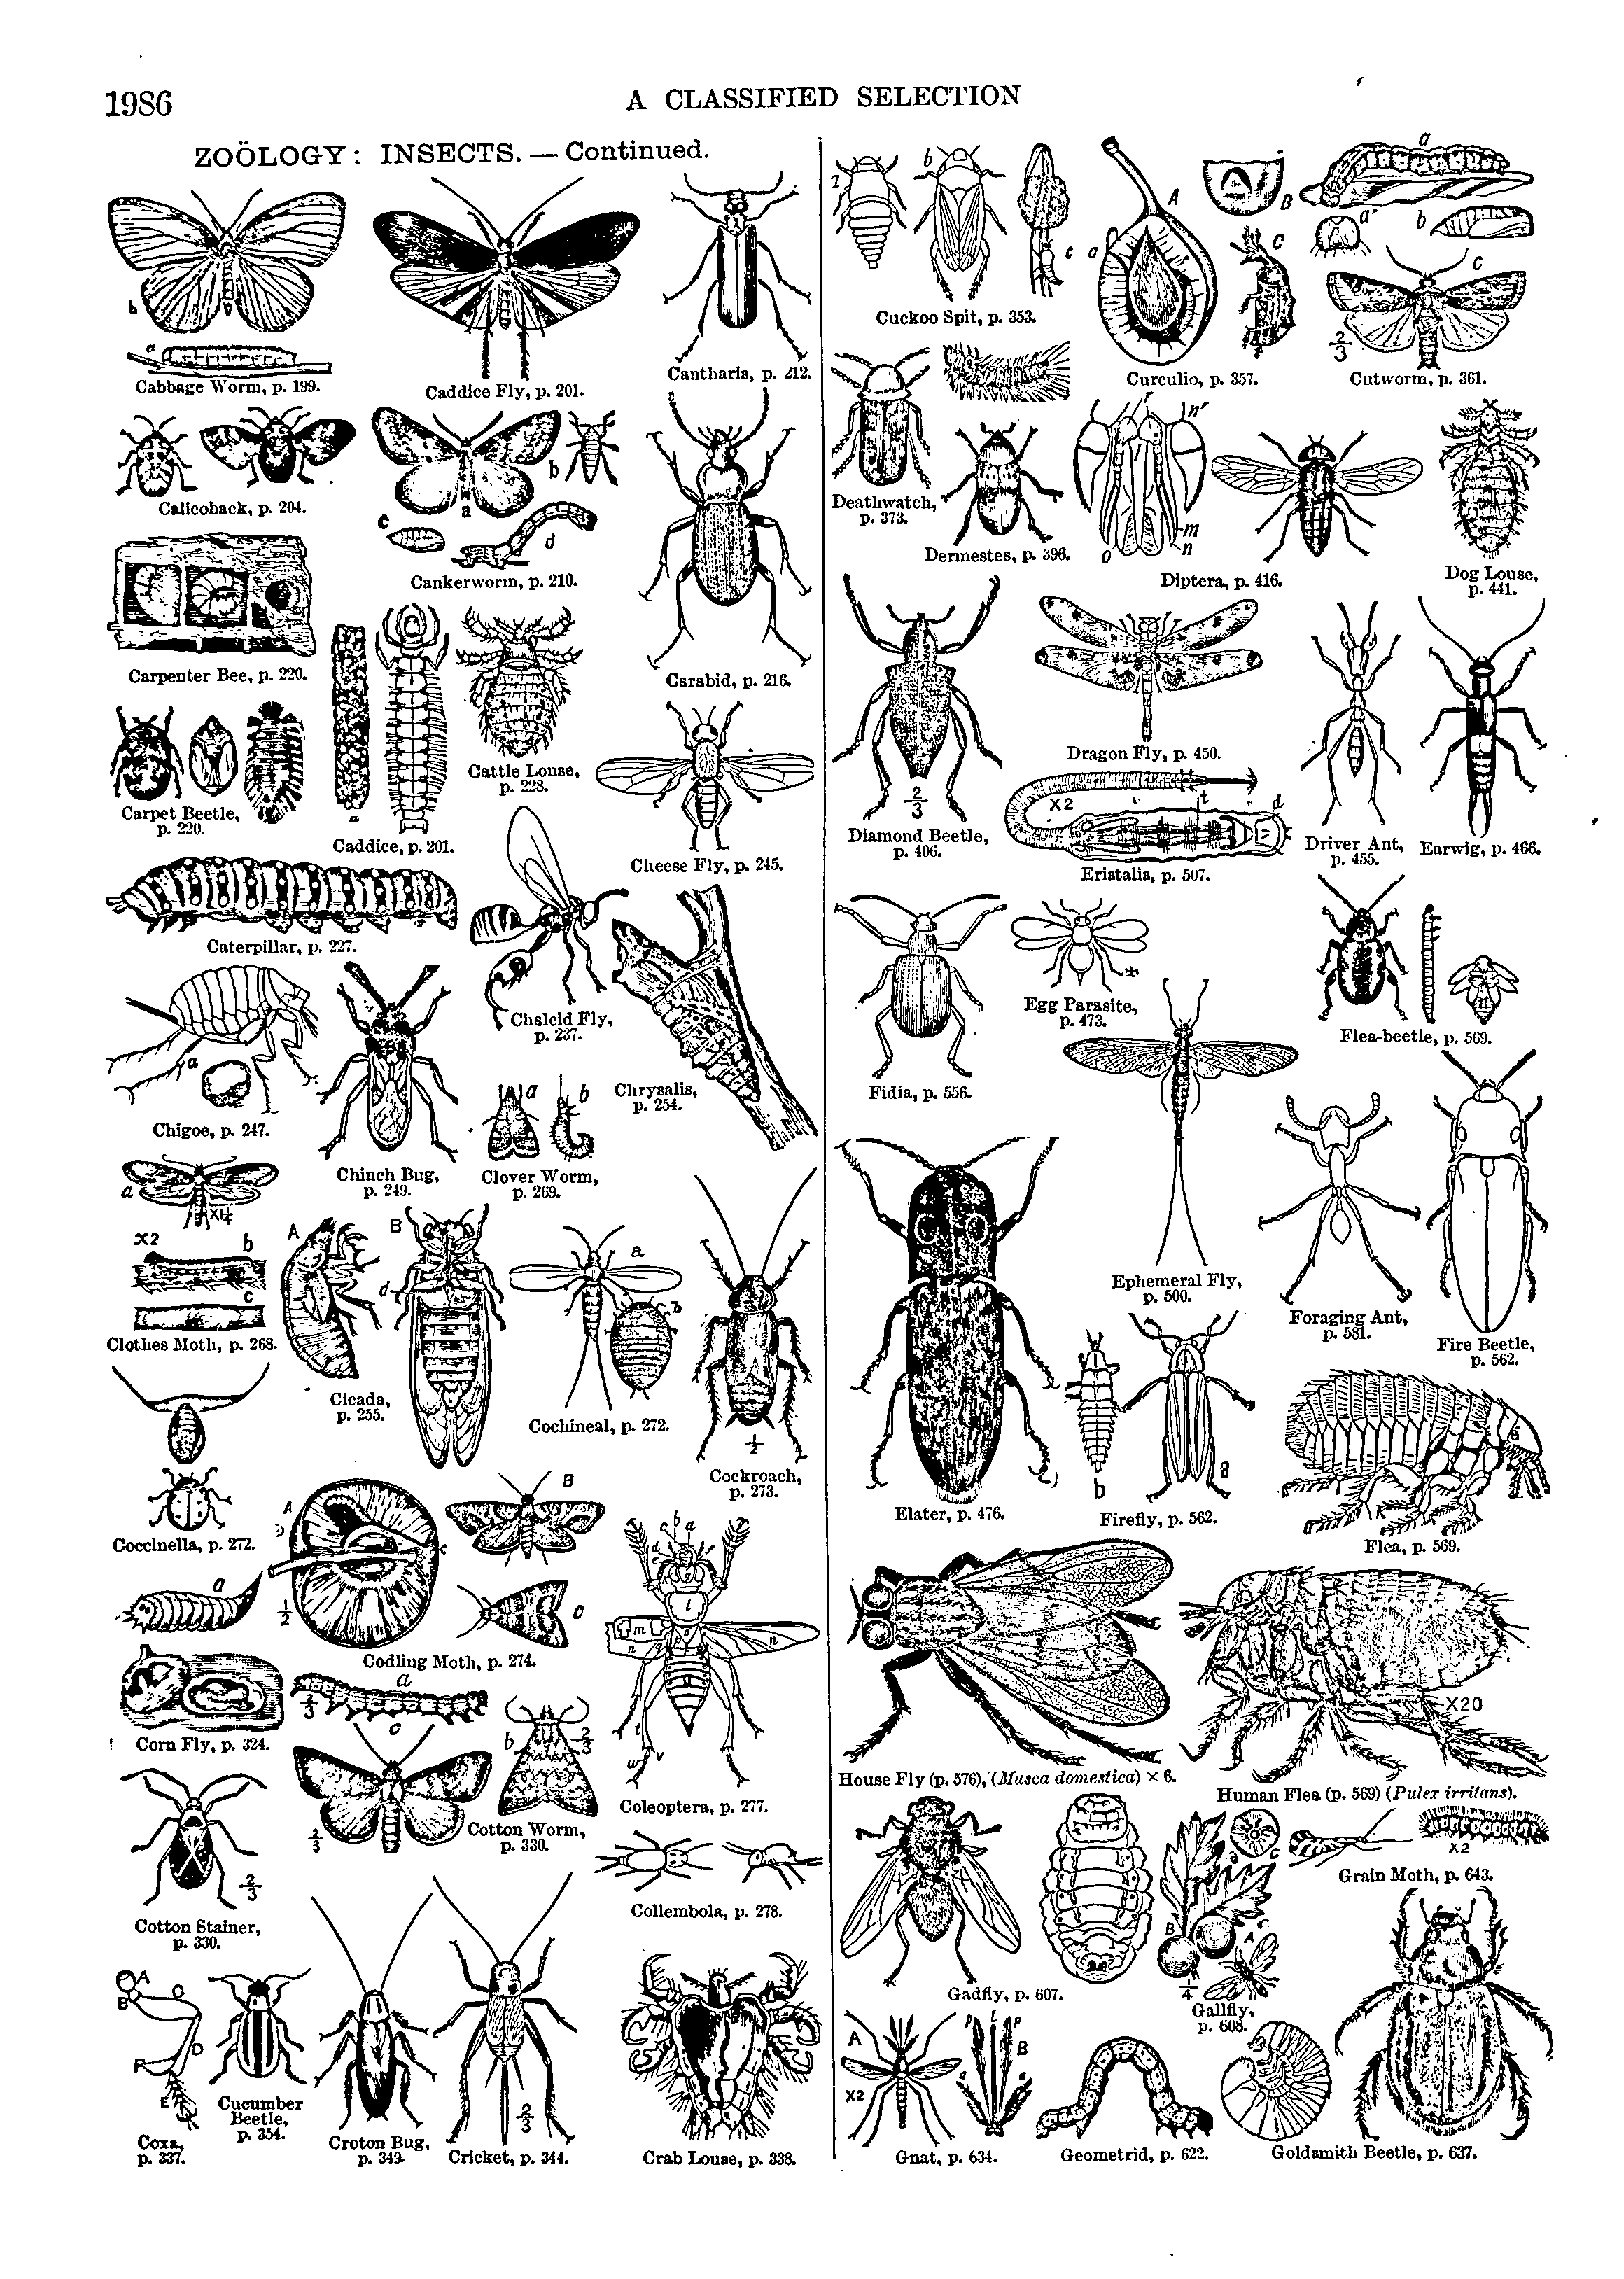 1986
A CLASSIFIED SELECTION
ZOÖLOGY: INSECTS. — Continued.
b
a
Cabbage Worm, p. 199.
Caddice Fly, p. 201.
Cantharis, p. 212.
Calicoback, p. 204.
a
b
c
d
Cankerworm, p. 210.
Carabid, p. 216.
Carpenter Bee, p. 220.
Carpet Beetle,
p. 220.
a
Caddice, p. 201.
Cattle Louse,
p. 228.
Cheese Fly, p. 245.
Caterpillar, p. 227.
Chalcid Fly,
p. 237.
Chrysalis,
p. 254.
a
Chigoe, p. 247.
Chinch Bug,
p. 249.
a b
Clover Worm,
p. 269.
a
X1¼
X2
b
c
Clothes Moth, p. 268.
A
B
d
Cicada,
p. 255.
a
b
Cochineal, p. 272.
½
Cockroach,
p. 273.
Coccinella, p. 272.
A
b
c
B
c
½
Codling Moth, p. 274.
a
Corn Fly, p. 324.
a
⅔
c
b
⅔
⅔
Cotton Worm,
p. 330.
c b a
d
e
f
l
m
n
n
t
v
w
Coleoptera, p. 277.
⅔
Cotton Stainer,
p. 330.
Collembola, p. 278.
A
B
C
D
F
E
Coxa,
p. 337.
Cucumber
Beetle,
p. 354.
Croton Bug,
p. 343.
⅔
Cricket, p. 344.
Crab Louse, p. 338.
b
c
Cuckoo Spit, p. 353.
A
a
B
C
Curculio, p. 357.
a
a'
b
c
⅔
Cutworm, p. 361.
Deathwatch,
p. 373.
Dermestes, p. 396.
r
n'
m
n
o
Diptera, p. 416.
Dog Louse,
p. 441.
⅔
Diamond Beetle,
p. 406.
Dragon Fly, p. 450.
X2
i
t
d
Eristalia, p. 507.
Driver Ant,
p. 455.
Earwig, p. 466.
Fidia, p. 556.
Egg Parasite,
p. 473.
Flea-beetle, p. 569.
Ephemeral Fly,
p. 500.
Foraging Ant,
p. 581.
Fire Beetle,
p. 562.
Elater, p. 476.
b
a
Firefly, p. 562.
Flea, p. 569.
House Fly (p. 576), (Musca domestica) × 6.
X20
Human Flea (p. 569) (Pulex irritans).
Gadfly, p. 607.
B
C
A
¼
Gallfly,
p. 608.
X2
Grain Moth, p. 643.
A
X2
p l p
B
Gnat, p. 634.
Geometrid, p. 622.
Goldsmith Beetle, p. 637.